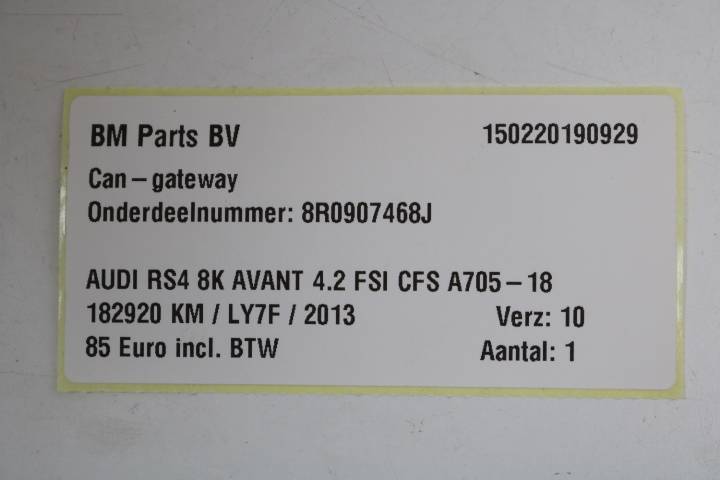 BM Parts BV 150220190929
Can-gateway
Onderdeelnummer: 8R0907468J
AUDI RS4 8K AVANT 4.2 FSI CFS A705-18
182920 KM / LY7F / 2013 Verz: 10
85 Euro incl. BTW Aantal: 1